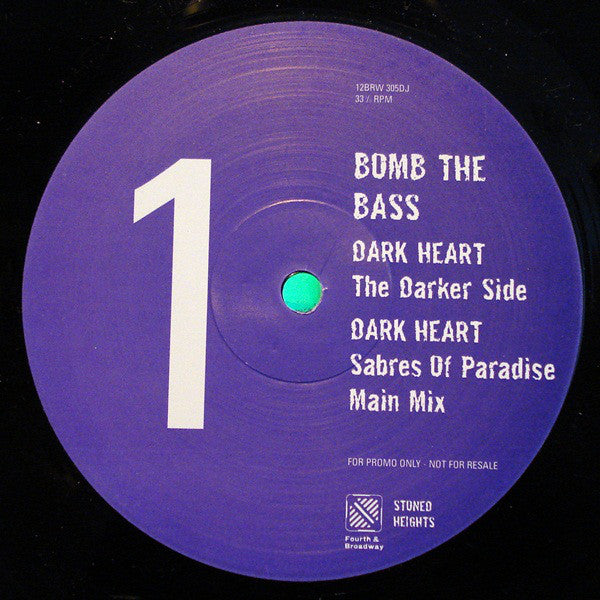 12BRW 305DJ
33⅓ RPM
1
BOMB THE
BASS
DARK HEART
The Darker Side
DARK HEART
Sabres Of Paradise
Main Mix
FOR PROMO ONLY - NOT FOR RESALE
STONED
HEIGHTS
Fourth &
Broadway